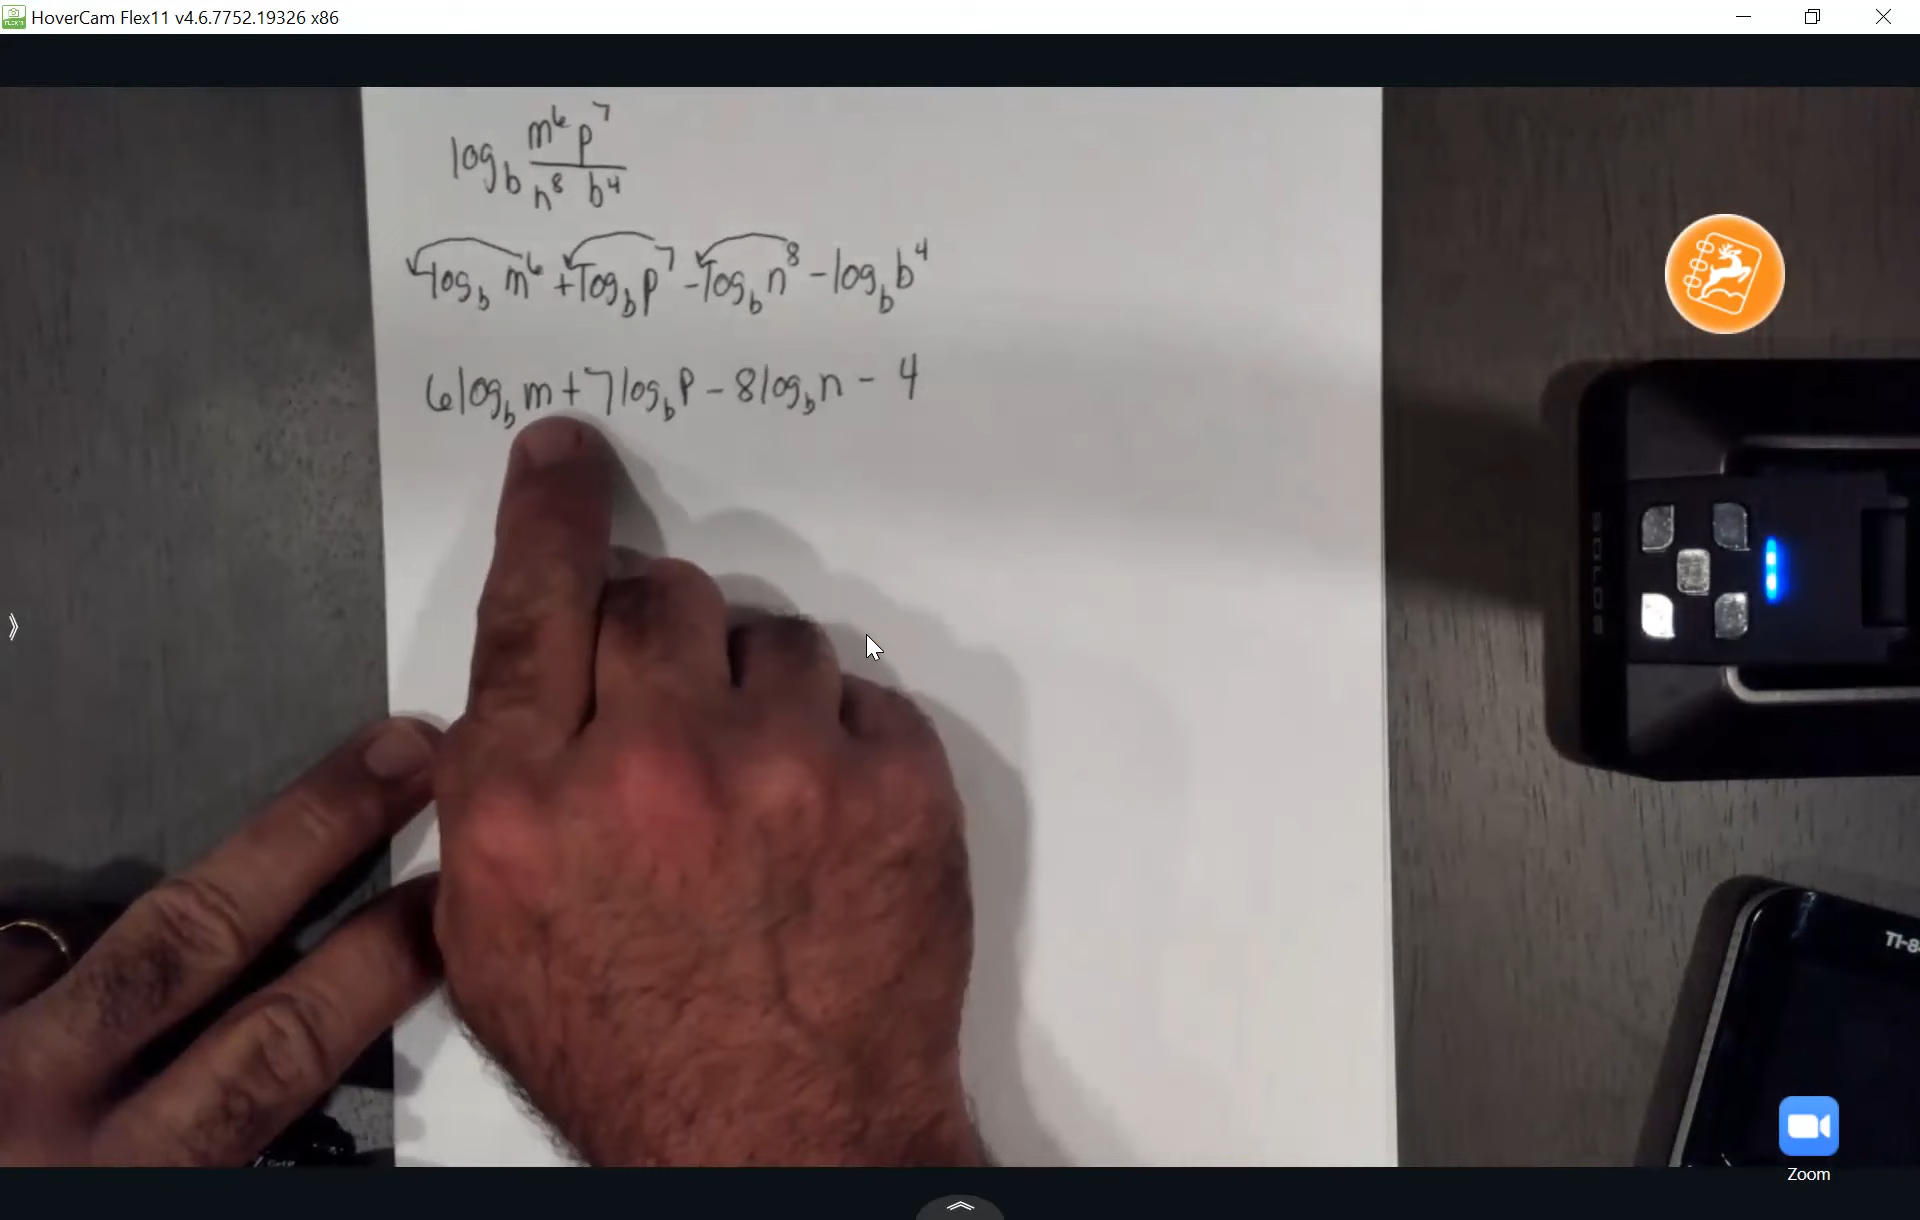 HoverCam Flex11 v4.6.7752.19326 x86
log_b m^6 p^7 / n^8 b^4
log_b m^6 + log_b p^7 - log_b n^8 - log_b b^4
6 log_b m + 7 log_b p - 8 log_b n - 4
SOLO8
TI-8
Zoom